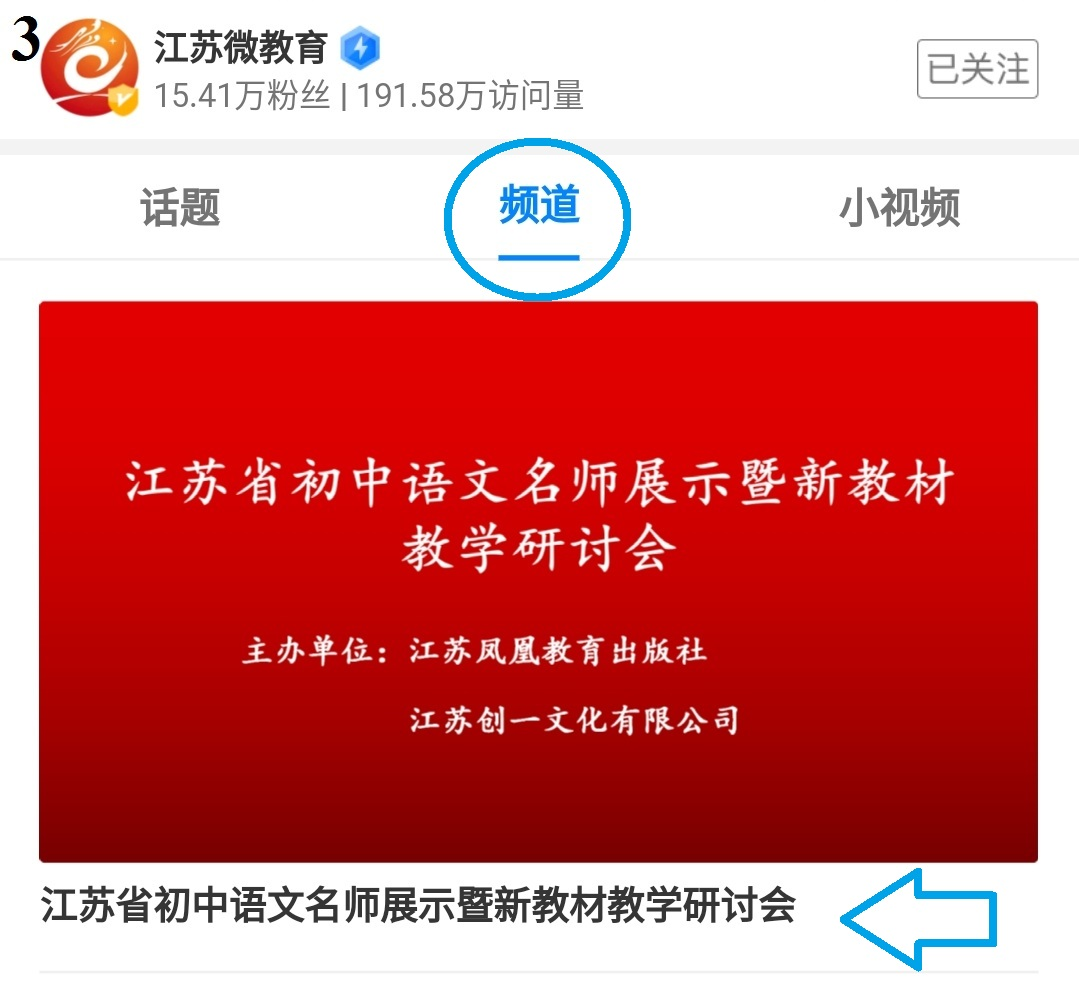 3
江苏微教育
15.41万粉丝 | 191.58万访问量
已关注
话题
频道
小视频
江苏省初中语文名师展示暨新教材
教学研讨会
主办单位：江苏凤凰教育出版社
江苏创一文化有限公司
江苏省初中语文名师展示暨新教材教学研讨会